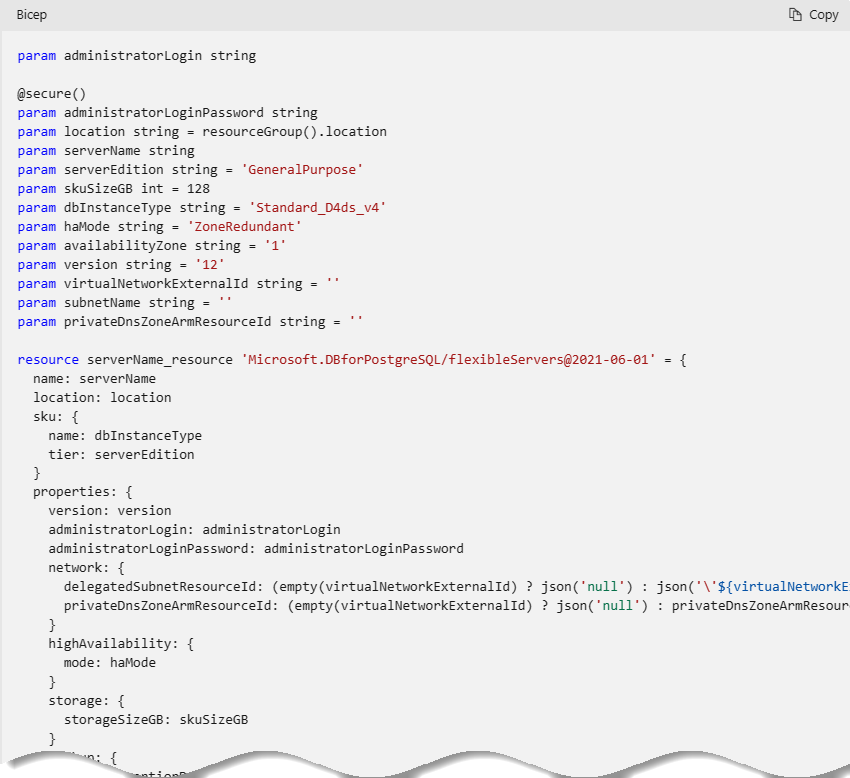 Bicep
Copy
param administratorLogin string
@secure()
param administratorLoginPassword string
param location string = resourceGroup().location
param serverName string
param serverEdition string = 'GeneralPurpose'
param skuSizeGB int = 128
param dbInstanceType string = 'Standard_D4ds_v4'
param haMode string = 'ZoneRedundant'
param availabilityZone string = '1'
param version string = '12'
param virtualNetworkExternalId string = ''
param subnetName string = ''
param privateDnsZoneArmResourceId string = ''
resource serverName_resource 'Microsoft.DBforPostgreSQL/flexibleServers@2021-06-01' = {
  name: serverName
  location: location
  sku: {
    name: dbInstanceType
    tier: serverEdition
  }
  properties: {
    version: version
    administratorLogin: administratorLogin
    administratorLoginPassword: administratorLoginPassword
    network: {
      delegatedSubnetResourceId: (empty(virtualNetworkExternalId) ? json('null') : json('\'${virtualNetworkE
      privateDnsZoneArmResourceId: (empty(virtualNetworkExternalId) ? json('null') : privateDnsZoneArmResour
    }
    highAvailability: {
      mode: haMode
    }
    storage: {
      storageSizeGB: skuSizeGB
    }